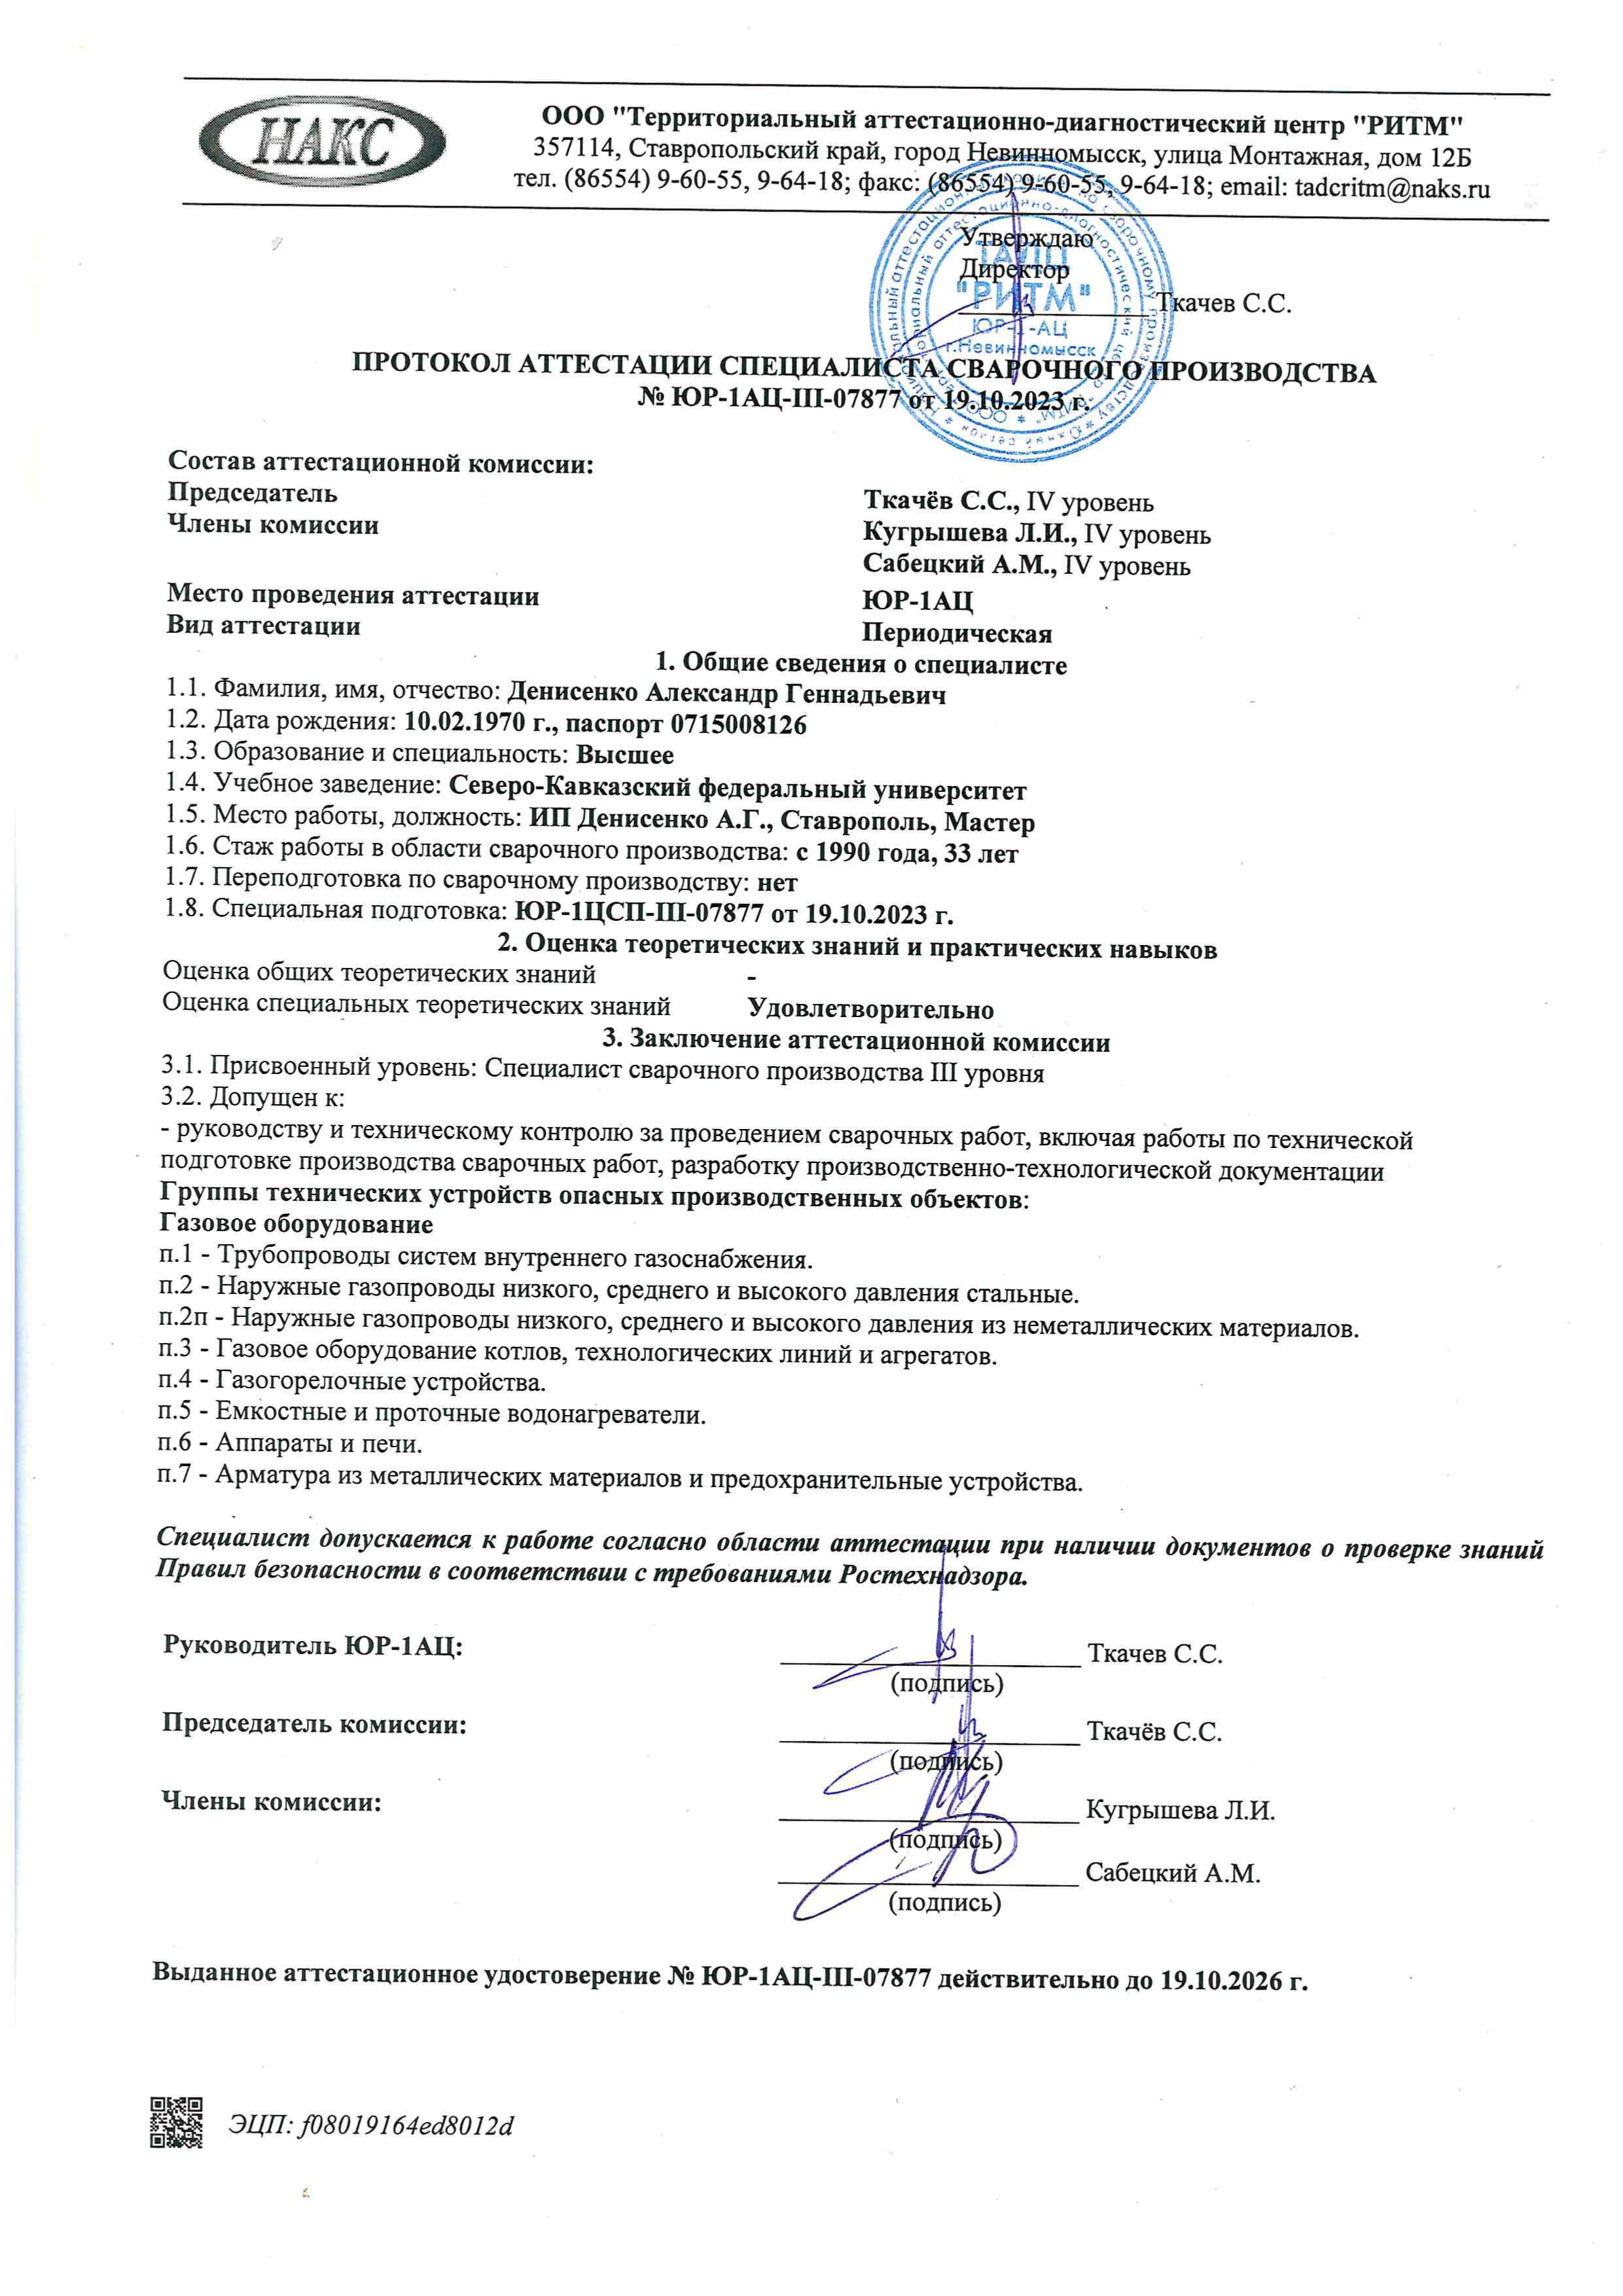 НАКС
ООО "Территориальный аттестационно-диагностический центр "РИТМ"
357114, Ставропольский край, город Невинномысск, улица Монтажная, дом 12Б
тел. (86554) 9-60-55, 9-64-18; факс: (86554) 9-60-55, 9-64-18; email: tadcritm@naks.ru
Утверждаю
Директор
Ткачев С.С.
ТАДЦ
"РИТМ"
ЮР-1-АЦ
г.Невинномысск
ПРОТОКОЛ АТТЕСТАЦИИ СПЕЦИАЛИСТА СВАРОЧНОГО ПРОИЗВОДСТВА
№ ЮР-1АЦ-III-07877 от 19.10.2023 г.
Состав аттестационной комиссии:
Председатель Ткачёв С.С., IV уровень
Члены комиссии Кугрышева Л.И., IV уровень
Сабецкий А.М., IV уровень
Место проведения аттестации ЮР-1АЦ
Вид аттестации Периодическая
1. Общие сведения о специалисте
1.1. Фамилия, имя, отчество: Денисенко Александр Геннадьевич
1.2. Дата рождения: 10.02.1970 г., паспорт 0715008126
1.3. Образование и специальность: Высшее
1.4. Учебное заведение: Северо-Кавказский федеральный университет
1.5. Место работы, должность: ИП Денисенко А.Г., Ставрополь, Мастер
1.6. Стаж работы в области сварочного производства: с 1990 года, 33 лет
1.7. Переподготовка по сварочному производству: нет
1.8. Специальная подготовка: ЮР-1ЦСП-III-07877 от 19.10.2023 г.
2. Оценка теоретических знаний и практических навыков
Оценка общих теоретических знаний -
Оценка специальных теоретических знаний Удовлетворительно
3. Заключение аттестационной комиссии
3.1. Присвоенный уровень: Специалист сварочного производства III уровня
3.2. Допущен к:
- руководству и техническому контролю за проведением сварочных работ, включая работы по технической
подготовке производства сварочных работ, разработку производственно-технологической документации
Группы технических устройств опасных производственных объектов:
Газовое оборудование
п.1 - Трубопроводы систем внутреннего газоснабжения.
п.2 - Наружные газопроводы низкого, среднего и высокого давления стальные.
п.2п - Наружные газопроводы низкого, среднего и высокого давления из неметаллических материалов.
п.3 - Газовое оборудование котлов, технологических линий и агрегатов.
п.4 - Газогорелочные устройства.
п.5 - Емкостные и проточные водонагреватели.
п.6 - Аппараты и печи.
п.7 - Арматура из металлических материалов и предохранительные устройства.
Специалист допускается к работе согласно области аттестации при наличии документов о проверке знаний
Правил безопасности в соответствии с требованиями Ростехнадзора.
Руководитель ЮР-1АЦ: Ткачев С.С.
(подпись)
Председатель комиссии: Ткачёв С.С.
(подпись)
Члены комиссии: Кугрышева Л.И.
(подпись)
Сабецкий А.М.
(подпись)
Выданное аттестационное удостоверение № ЮР-1АЦ-III-07877 действительно до 19.10.2026 г.
ЭЦП: f08019164ed8012d